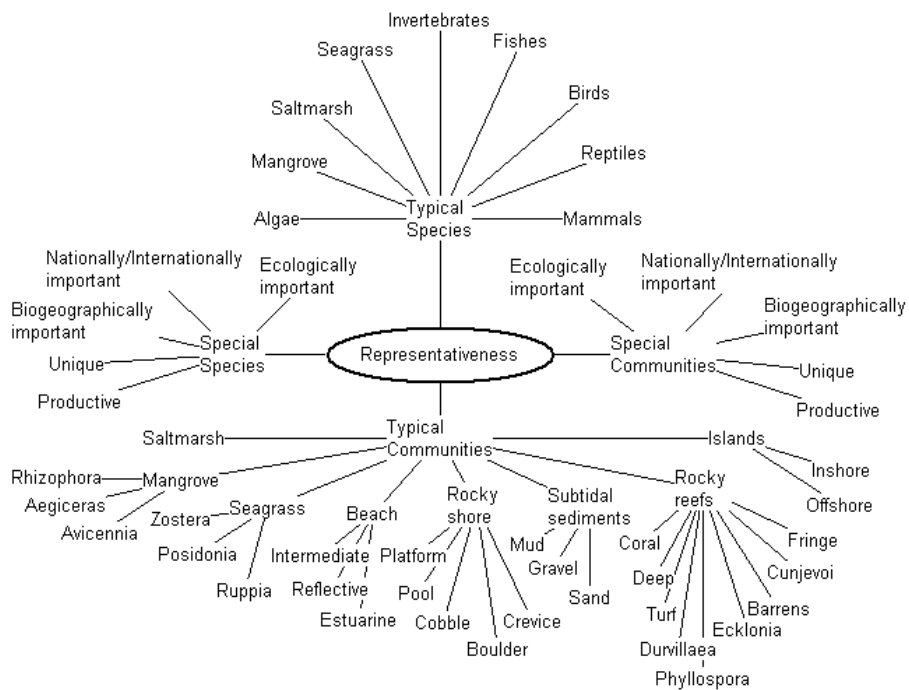 Invertebrates
Seagrass
Fishes
Saltmarsh
Birds
Mangrove
Reptiles
Algae
Typical
Species
Mammals
Nationally/Internationally
important
Ecologically
important
Biogeographically
important
Special
Species
Unique
Productive
Representativeness
Ecologically
important
Nationally/Internationally
important
Biogeographically
important
Special
Communities
Unique
Productive
Typical
Communities
Saltmarsh
Mangrove
Rhizophora
Aegiceras
Avicennia
Seagrass
Zostera
Posidonia
Ruppia
Beach
Intermediate
Reflective
Estuarine
Rocky
shore
Platform
Pool
Cobble
Boulder
Crevice
Subtidal
sediments
Mud
Gravel
Sand
Rocky
reefs
Coral
Deep
Turf
Durvillaea
Phyllospora
Ecklonia
Barrens
Cunjevoi
Fringe
Islands
Inshore
Offshore